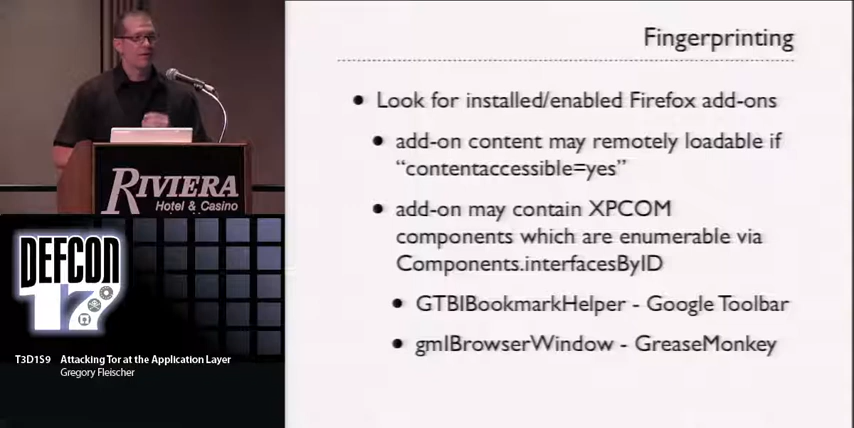 Fingerprinting
• Look for installed/enabled Firefox add-ons
• add-on content may remotely loadable if
“contentaccessible=yes”
• add-on may contain XPCOM
components which are enumerable via
Components.interfacesByID
• GTBIBookmarkHelper - Google Toolbar
• gmIBrowserWindow - GreaseMonkey
RIVIERA
Hotel & Casino
DEFCON
17
T3D1S9 Attacking Tor at the Application Layer
Gregory Fleischer